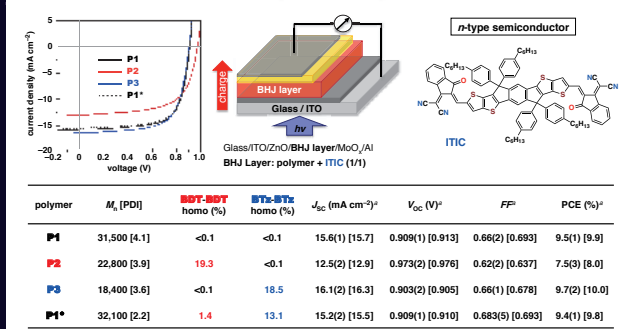 n-type semiconductor
current density (mA cm⁻²)
5
0
−5
−10
−15
−20
−0.2 0 0.2 0.4 0.6 0.8 1.0
voltage (V)
P1
P2
P3
P1*
charge
BHJ layer
Glass / ITO
hν
Glass/ITO/ZnO/BHJ layer/MoOₓ/Al
BHJ Layer: polymer + ITIC (1/1)
C₆H₁₃
C₆H₁₃
NC
CN
O
S
S
S
S
O
NC
CN
C₆H₁₃
C₆H₁₃
ITIC
polymer Mₙ [PDI] BDT-BDT homo (%) BTz-BTz homo (%) JSC (mA cm⁻²)ᵃ VOC (V)ᵃ FFᵃ PCE (%)ᵃ
P1 31,500 [4.1] <0.1 <0.1 15.6(1) [15.7] 0.909(1) [0.913] 0.66(2) [0.693] 9.5(1) [9.9]
P2 22,800 [3.9] 19.3 <0.1 12.5(2) [12.9] 0.973(2) [0.976] 0.62(2) [0.637] 7.5(3) [8.0]
P3 18,400 [3.6] <0.1 18.5 16.1(2) [16.3] 0.903(2) [0.905] 0.66(1) [0.678] 9.7(2) [10.0]
P1* 32,100 [2.2] 1.4 13.1 15.2(2) [15.5] 0.909(1) [0.910] 0.683(5) [0.693] 9.4(1) [9.8]